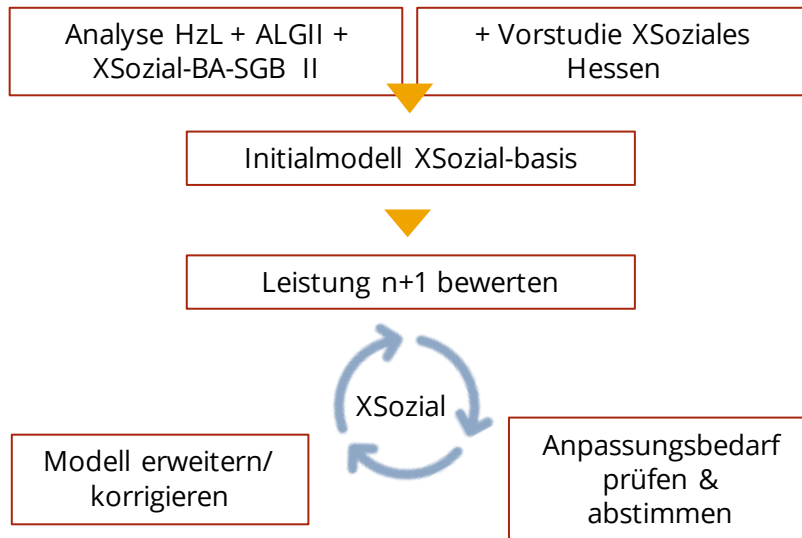 Analyse HzL + ALGII +
XSozial-BA-SGB II
+ Vorstudie XSoziales
Hessen
Initialmodell XSozial-basis
Leistung n+1 bewerten
XSozial
Modell erweitern/
korrigieren
Anpassungsbedarf
prüfen &
abstimmen